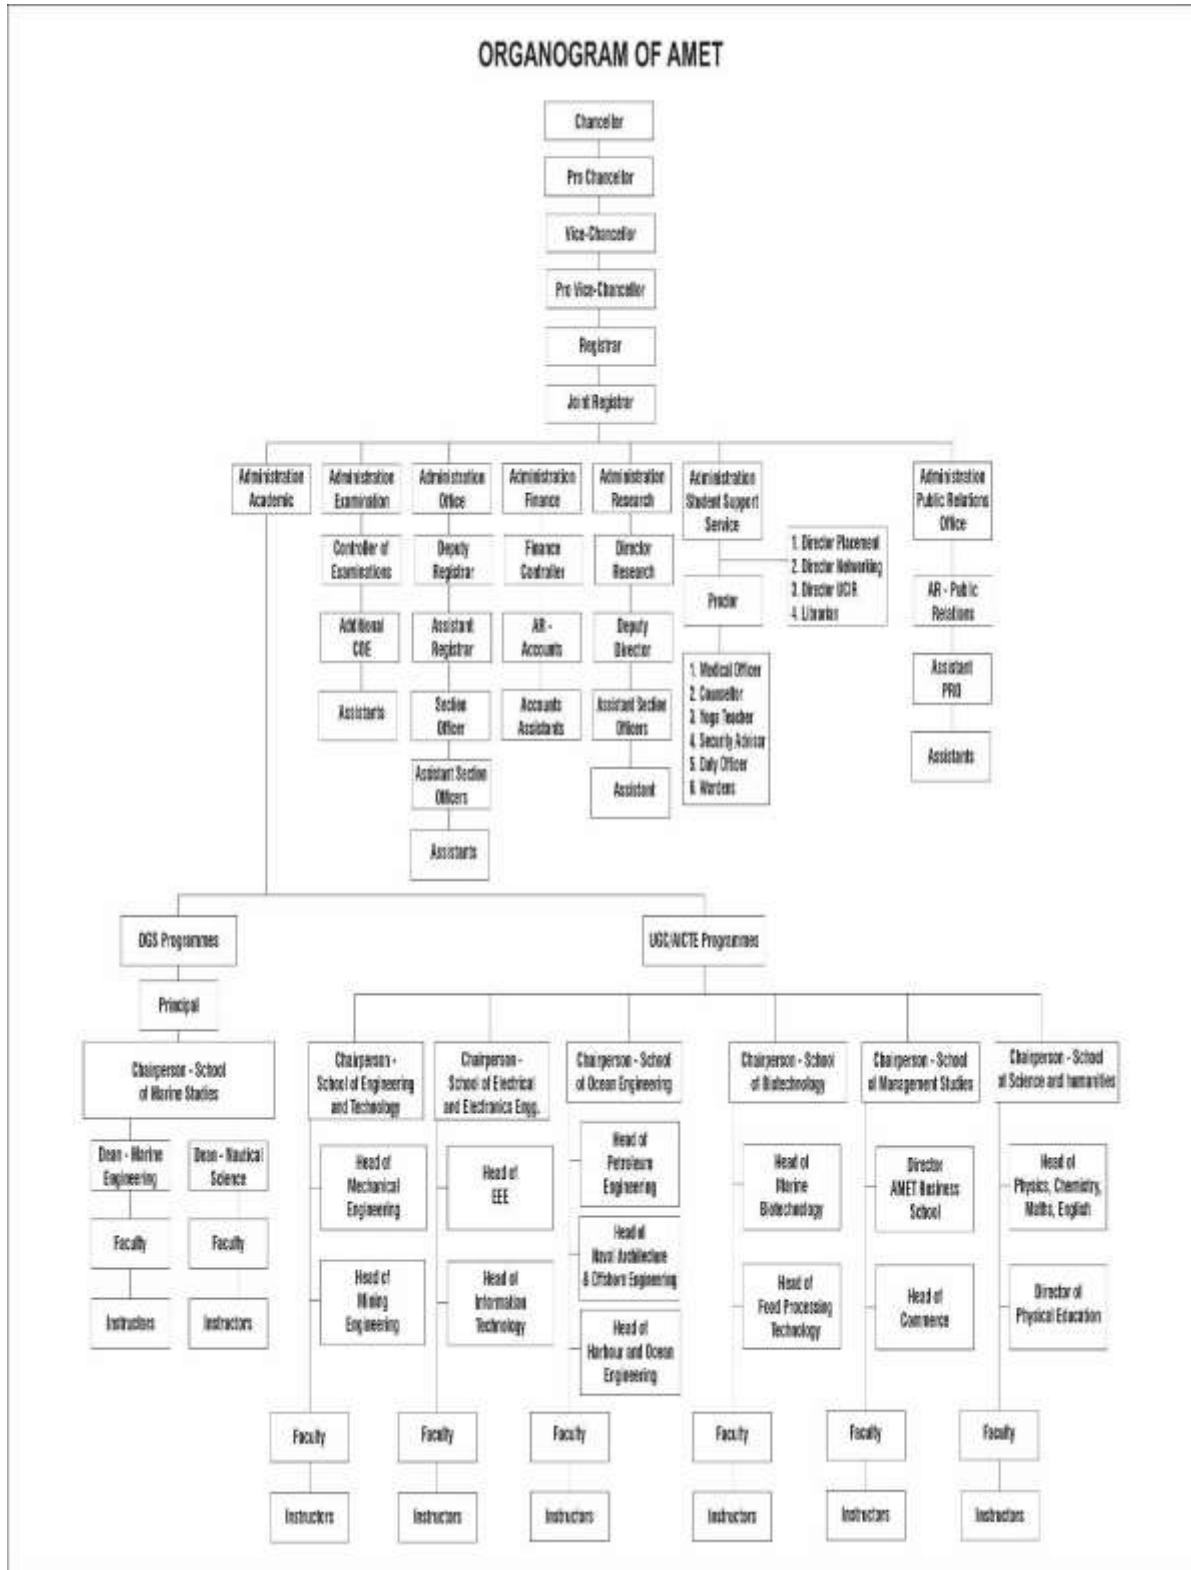 ORGANOGRAM OF AMET
Chancellor
Pro Chancellor
Vice-Chancellor
Pro Vice-Chancellor
Registrar
Joint Registrar
Administration
Academic
Administration
Examination
Administration
Office
Administration
Finance
Administration
Research
Administration
Student Support
Service
Administration
Public Relations
Office
Controller of
Examinations
Deputy
Registrar
Finance
Controller
Director
Research
1. Director Placement
2. Director Networking
3. Director UCIR
4. Librarian
Proctor
AR - Public
Relations
Additional
COE
Assistant
Registrar
AR -
Accounts
Deputy
Director
1. Medical Officer
2. Counsellor
3. Yoga Teacher
4. Security Advisor
5. Duty Officer
6. Wardens
Assistant
PRO
Assistants
Section
Officer
Accounts
Assistants
Assistant Section
Officers
Assistants
Assistant Section
Officers
Assistant
Assistants
DGS Programmes
UGC/AICTE Programmes
Principal
Chairperson - School
of Marine Studies
Chairperson -
School of Engineering
and Technology
Chairperson -
School of Electrical
and Electronics Engg.
Chairperson - School
of Ocean Engineering
Chairperson - School
of Biotechnology
Chairperson - School
of Management Studies
Chairperson - School
of Science and humanities
Dean - Marine
Engineering
Dean - Nautical
Science
Head of
Mechanical
Engineering
Head of
EEE
Head of
Petroleum
Engineering
Head of
Marine
Biotechnology
Director
AMET Business
School
Head of
Physics, Chemistry,
Maths, English
Faculty
Faculty
Head of
Naval Architecture
& Offshore Engineering
Instructors
Instructors
Head of
Mining
Engineering
Head of
Information
Technology
Head of
Harbour and Ocean
Engineering
Head of
Food Processing
Technology
Head of
Commerce
Director of
Physical Education
Faculty
Faculty
Faculty
Faculty
Faculty
Faculty
Instructors
Instructors
Instructors
Instructors
Instructors
Instructors